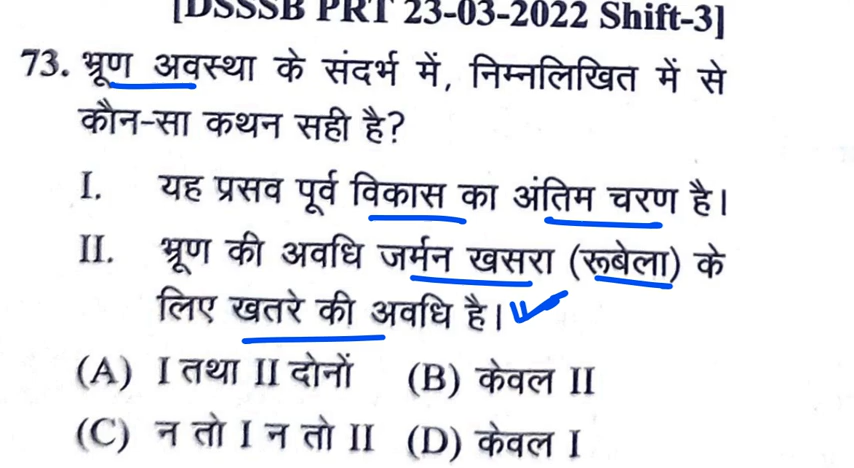 [DSSSB PRT 23-03-2022 Shift-3]
73. भ्रूण अवस्था के संदर्भ में, निम्नलिखित में से
कौन-सा कथन सही है?
I. यह प्रसव पूर्व विकास का अंतिम चरण है।
II. भ्रूण की अवधि जर्मन खसरा (रूबेला) के
लिए खतरे की अवधि है।
(A) I तथा II दोनों (B) केवल II
(C) न तो I न तो II (D) केवल I